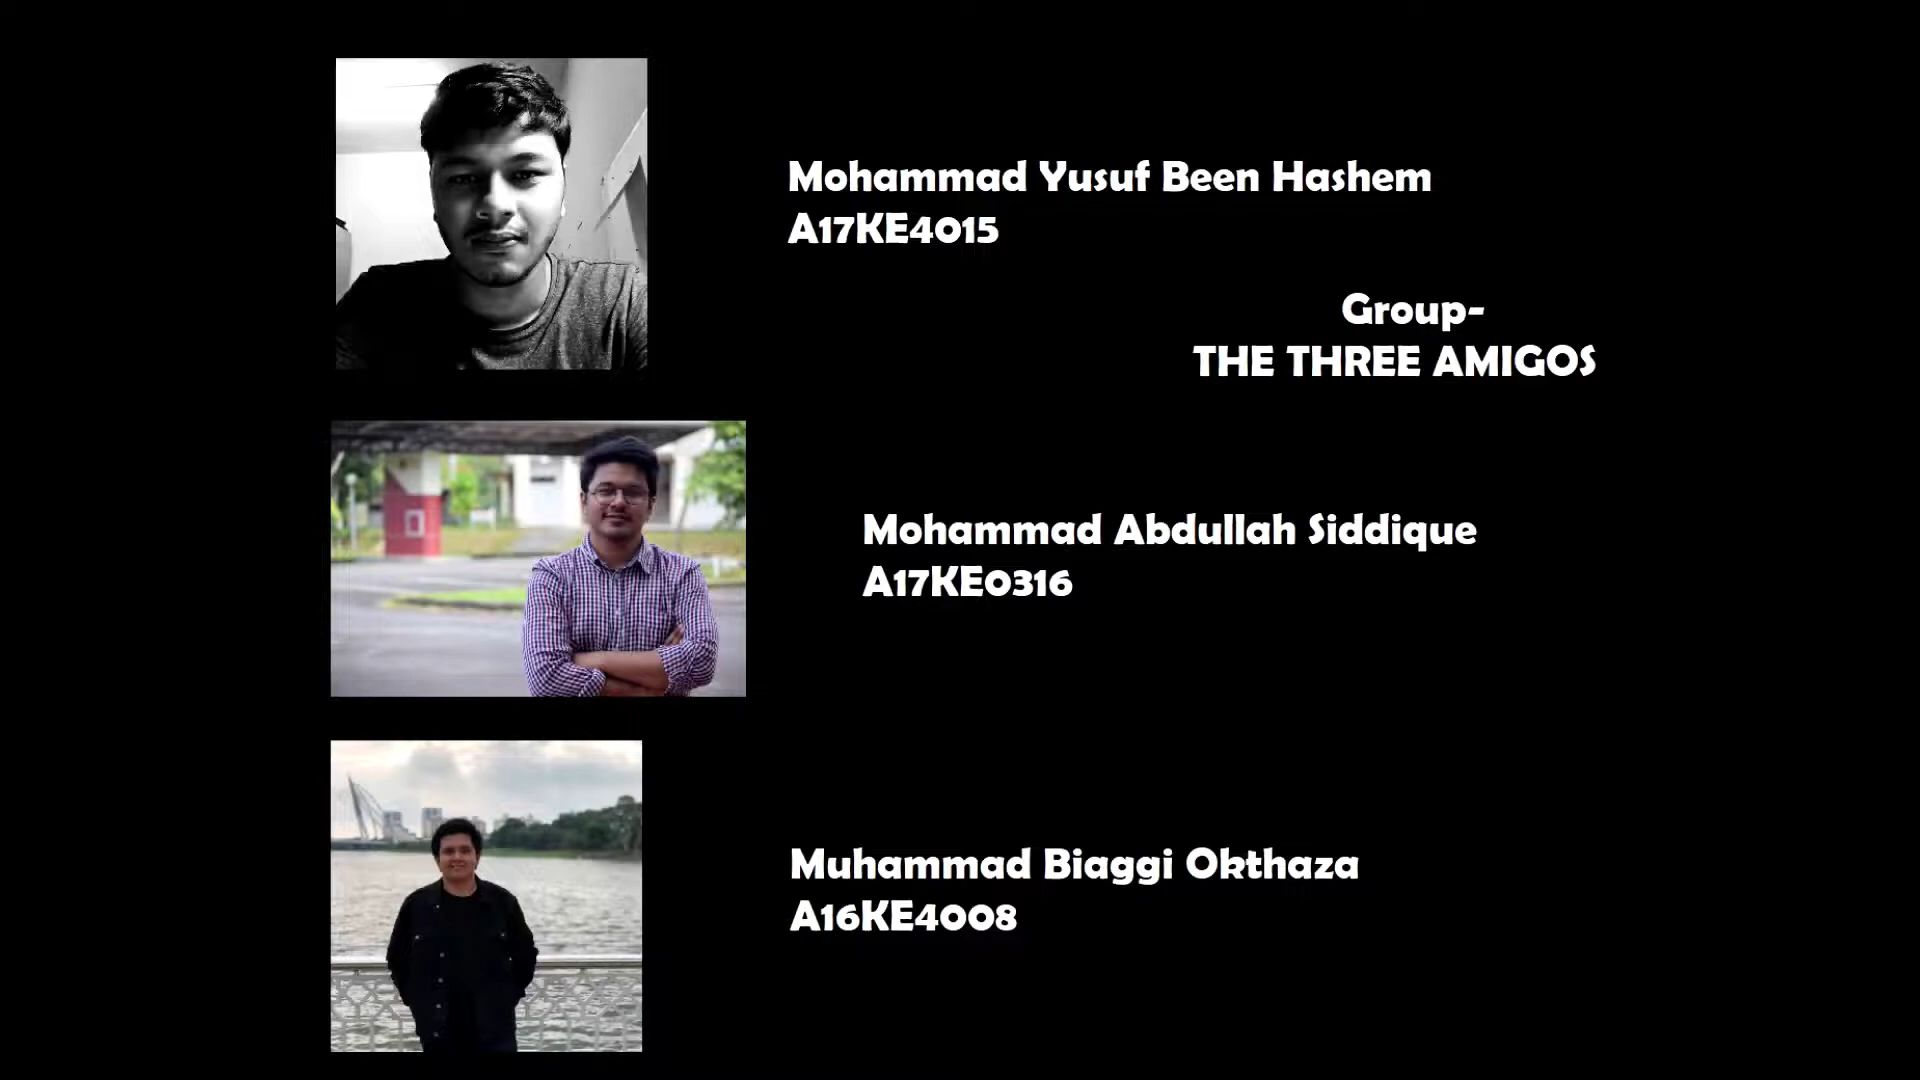 Mohammad Yusuf Been Hashem
A17KE4015
Group-
THE THREE AMIGOS
Mohammad Abdullah Siddique
A17KE0316
Muhammad Biaggi Okthaza
A16KE4008